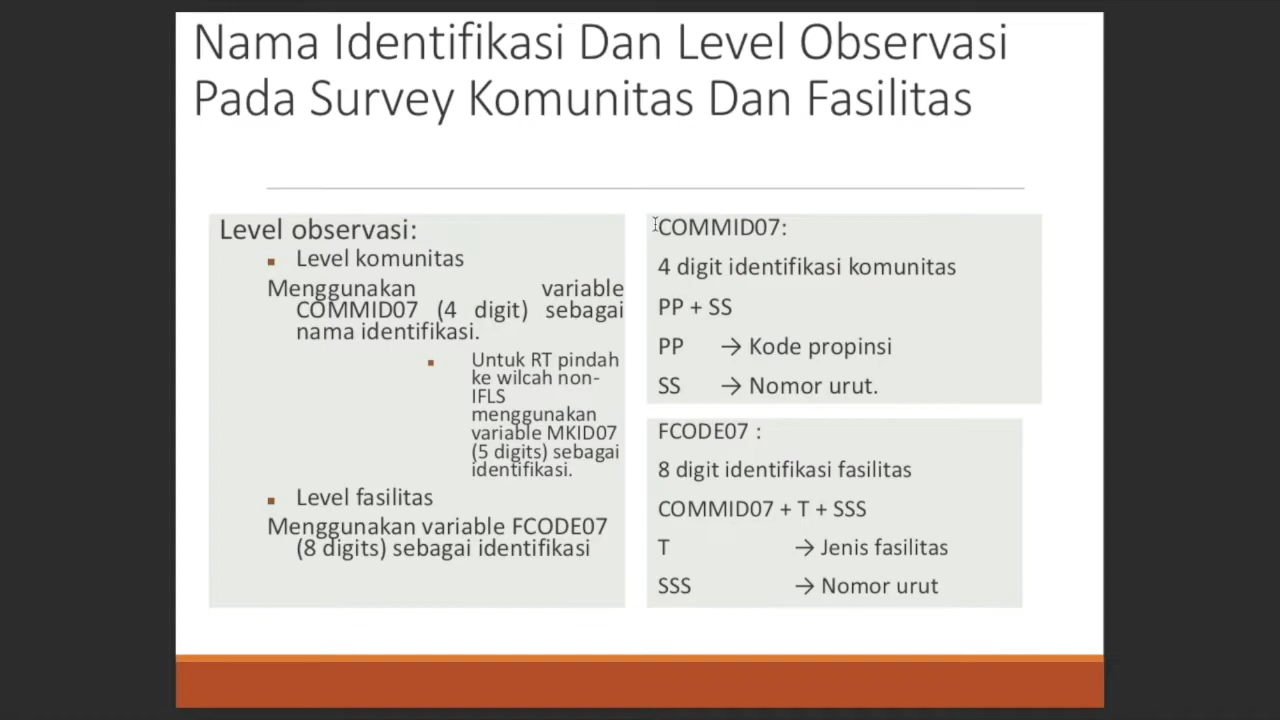 Nama Identifikasi Dan Level Observasi
Pada Survey Komunitas Dan Fasilitas
Level observasi:
▪ Level komunitas
Menggunakan variable
COMMID07 (4 digit) sebagai
nama identifikasi.
▪ Untuk RT pindah
ke wilcah non-
IFLS
menggunakan
variable MKID07
(5 digits) sebagai
identifikasi.
▪ Level fasilitas
Menggunakan variable FCODE07
(8 digits) sebagai identifikasi
COMMID07:
4 digit identifikasi komunitas
PP + SS
PP → Kode propinsi
SS → Nomor urut.
FCODE07 :
8 digit identifikasi fasilitas
COMMID07 + T + SSS
T → Jenis fasilitas
SSS → Nomor urut